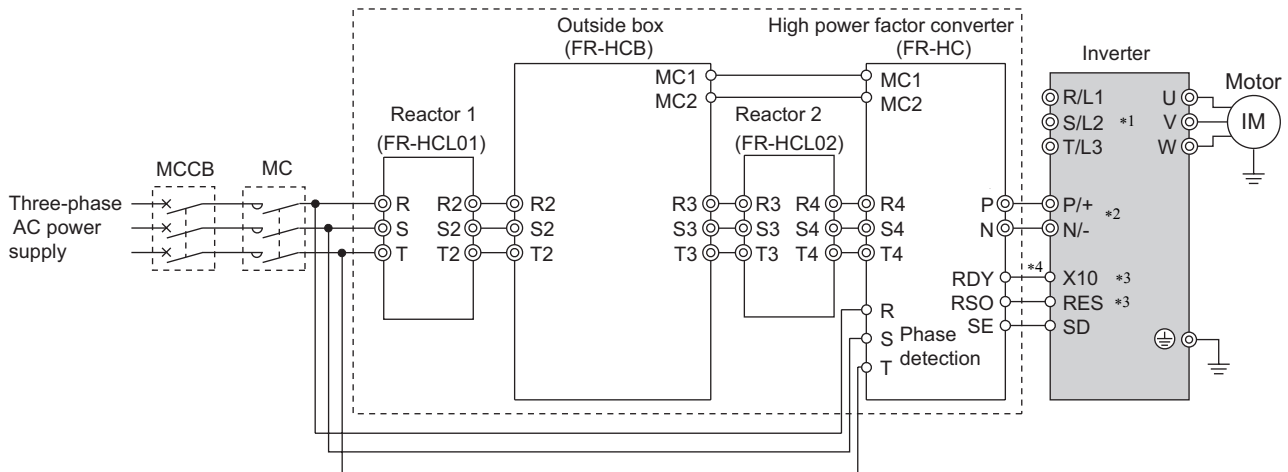 Outside box
(FR-HCB)
High power factor converter
(FR-HC)
Inverter
Motor
MC1
MC2
MC1
MC2
R/L1
S/L2 *1
T/L3
U
V
W
IM
Reactor 1
(FR-HCL01)
Reactor 2
(FR-HCL02)
MCCB
MC
Three-phase
AC power
supply
R R2 R2 R3 R3 R4 R4 P P/+
S S2 S2 S3 S3 S4 S4 N N/-
*2
T T2 T2 T3 T3 T4 T4
RDY *4 X10 *3
RSO RES *3
SE SD
R
S
T
Phase
detection